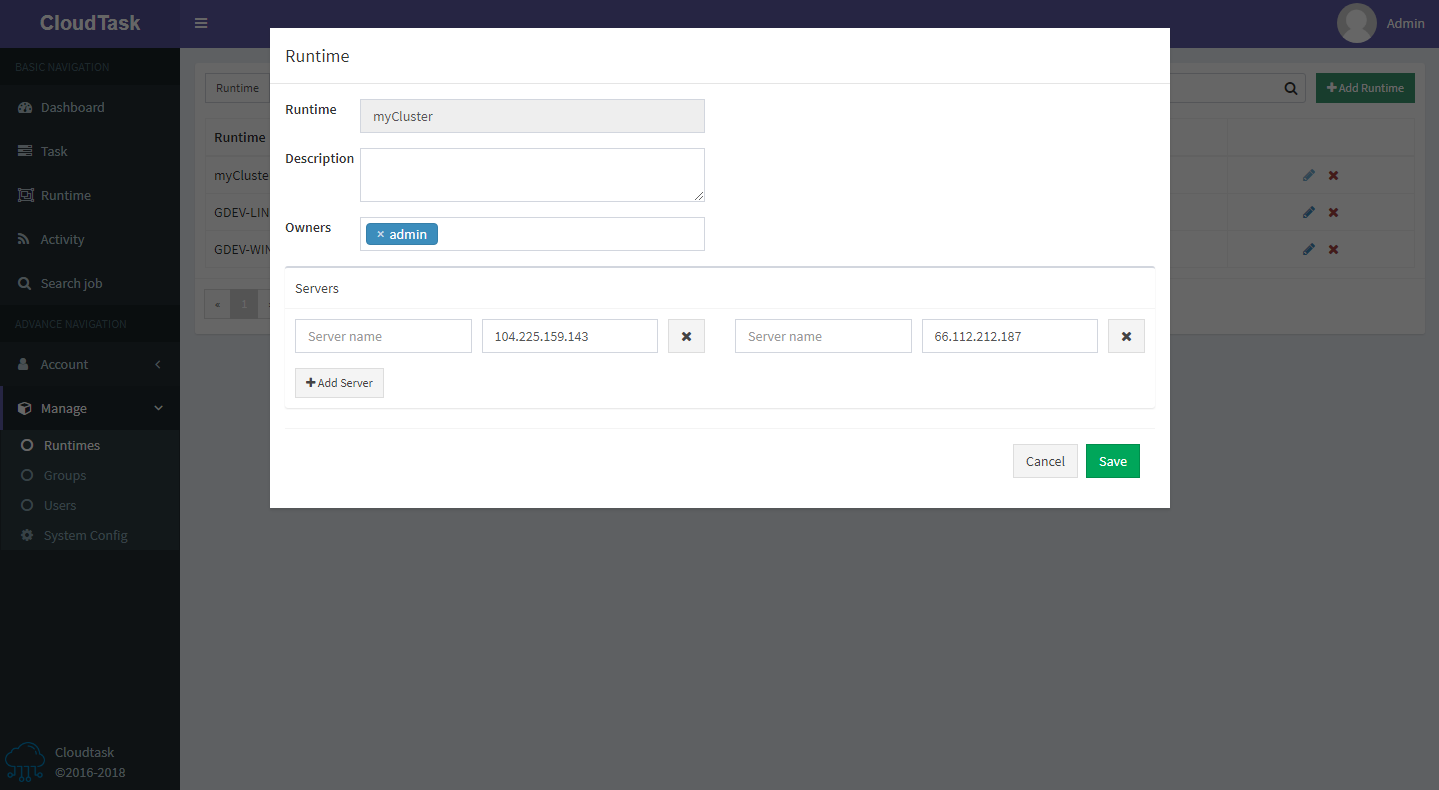 CloudTask
Admin
BASIC NAVIGATION
Dashboard
Task
Runtime
Activity
Search job
ADVANCE NAVIGATION
Account
Manage
Runtimes
Groups
Users
System Config
Cloudtask
©2016-2018
Runtime
Add Runtime
Runtime
myCluste
GDEV-LIN
GDEV-WIN
«
1
Runtime
Runtime
myCluster
Description
Owners
× admin
Servers
Server name
104.225.159.143
Server name
66.112.212.187
Add Server
Cancel
Save